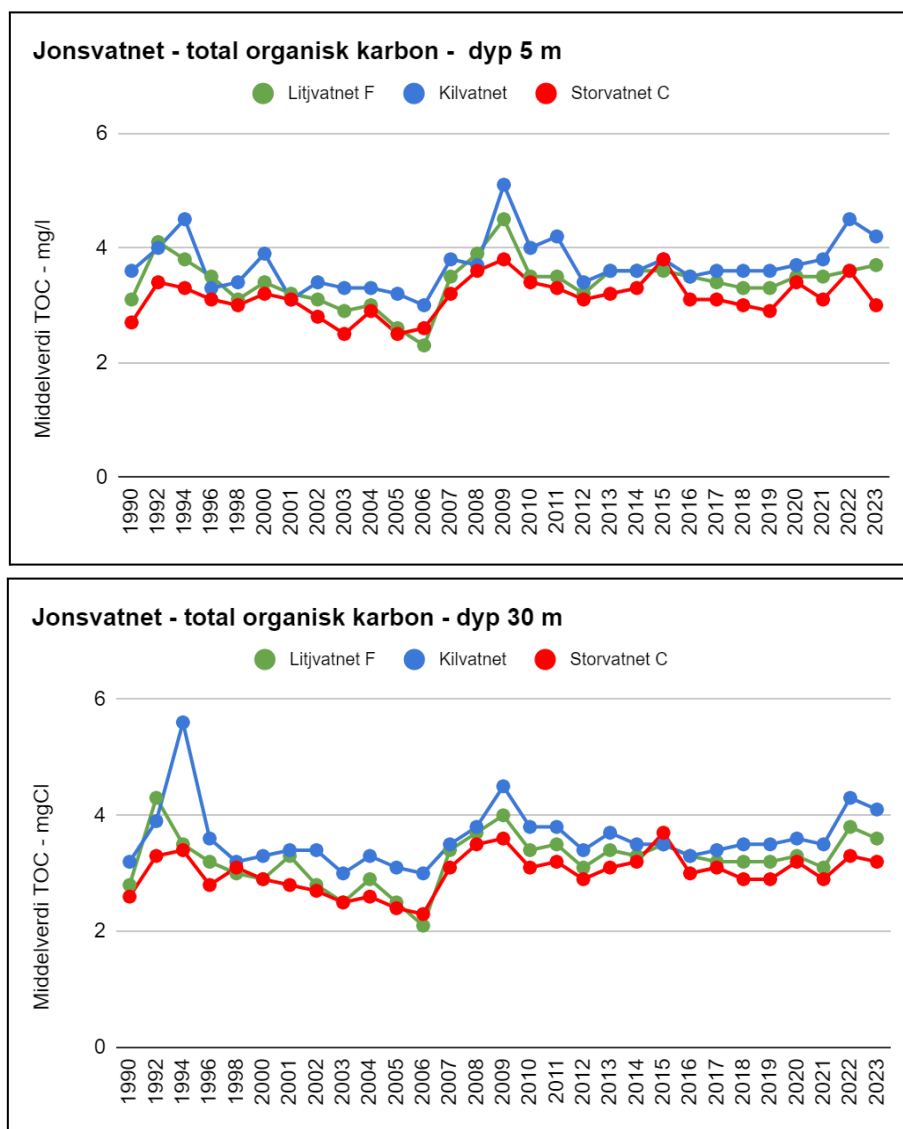 Jonsvatnet - total organisk karbon - dyp 5 m
Litjvatnet F Kilvatnet Storvatnet C
Middelverdi TOC - mg/l
6
4
2
0
1990 1992 1994 1996 1998 2000 2001 2002 2003 2004 2005 2006 2007 2008 2009 2010 2011 2012 2013 2014 2015 2016 2017 2018 2019 2020 2021 2022 2023
Jonsvatnet - total organisk karbon - dyp 30 m
Litjvatnet F Kilvatnet Storvatnet C
Middelverdi TOC - mgCl
6
4
2
0
1990 1992 1994 1996 1998 2000 2001 2002 2003 2004 2005 2006 2007 2008 2009 2010 2011 2012 2013 2014 2015 2016 2017 2018 2019 2020 2021 2022 2023